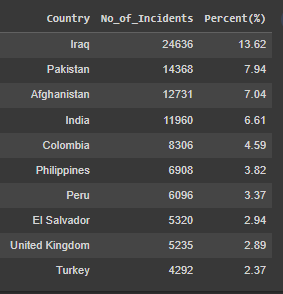 Country No_of_Incidents Percent(%)
Iraq 24636 13.62
Pakistan 14368 7.94
Afghanistan 12731 7.04
India 11960 6.61
Colombia 8306 4.59
Philippines 6908 3.82
Peru 6096 3.37
El Salvador 5320 2.94
United Kingdom 5235 2.89
Turkey 4292 2.37